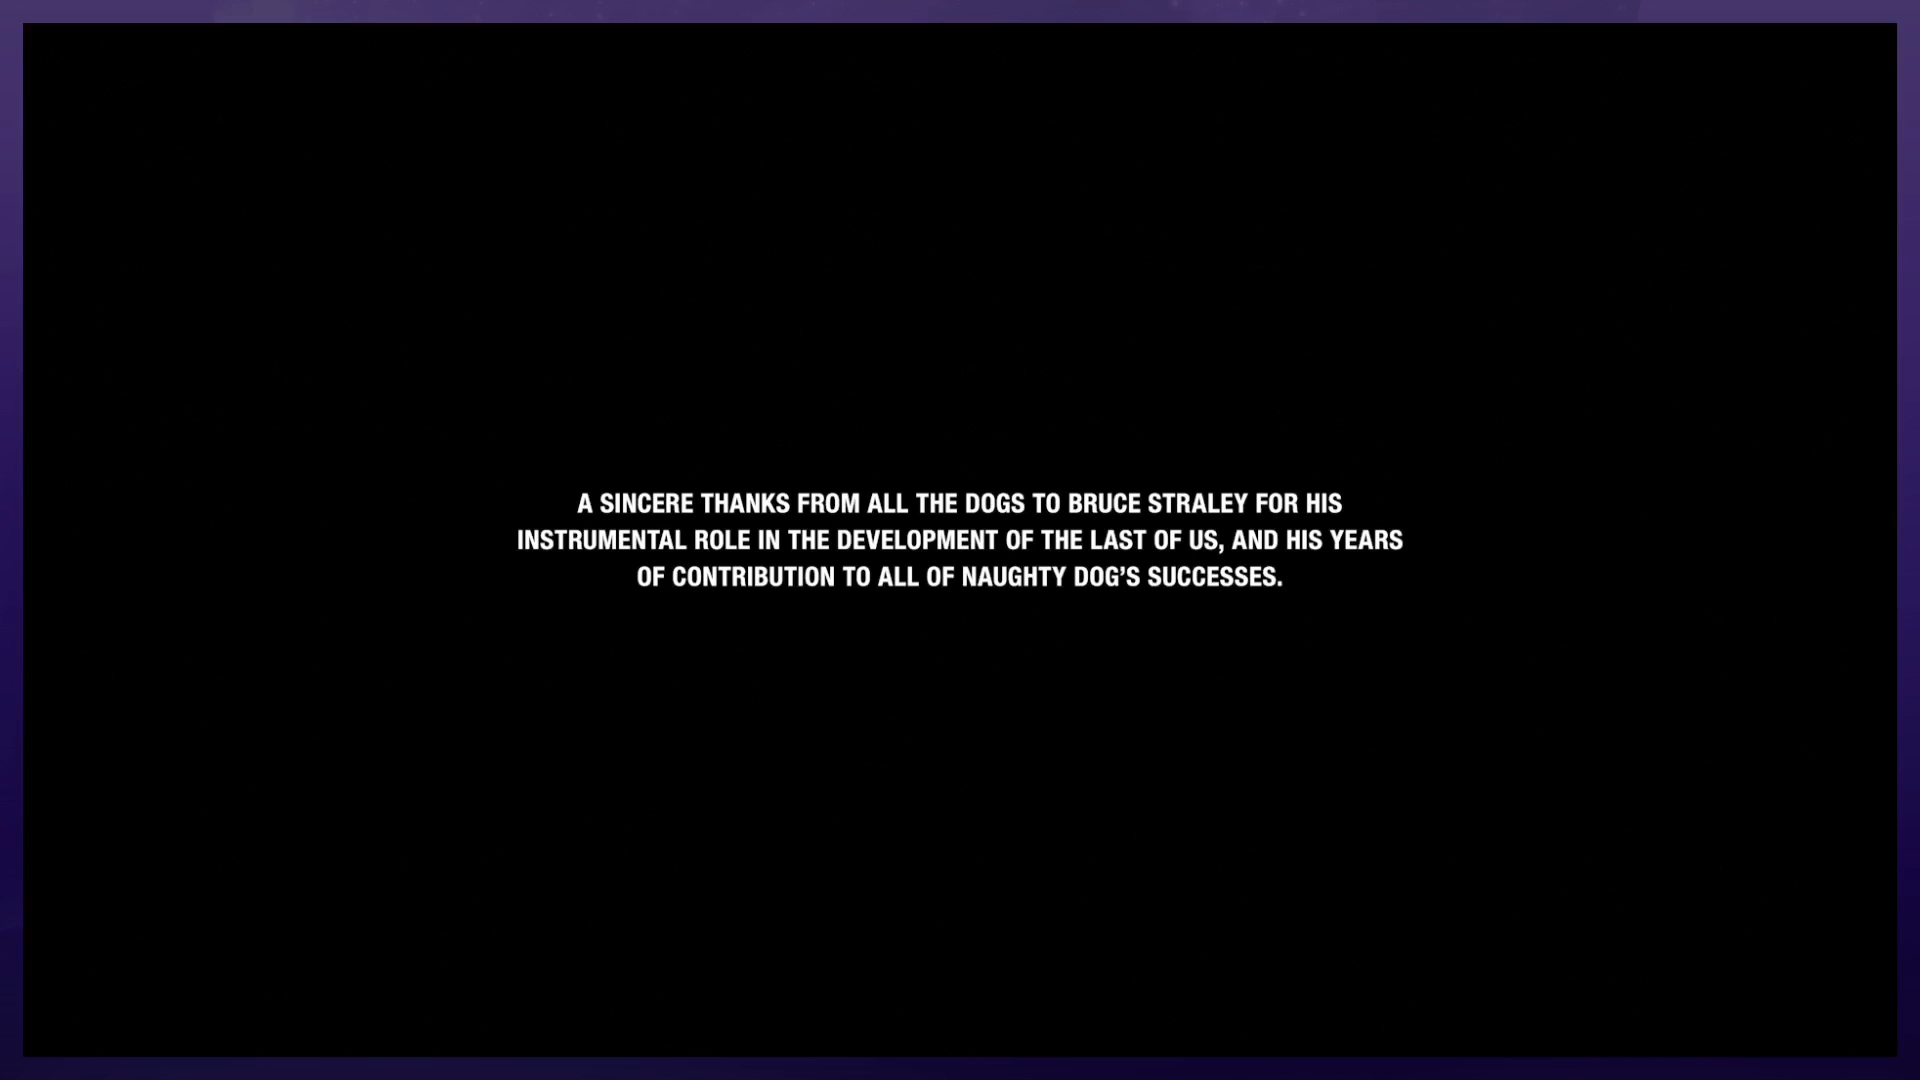 A SINCERE THANKS FROM ALL THE DOGS TO BRUCE STRALEY FOR HIS
INSTRUMENTAL ROLE IN THE DEVELOPMENT OF THE LAST OF US, AND HIS YEARS
OF CONTRIBUTION TO ALL OF NAUGHTY DOG’S SUCCESSES.